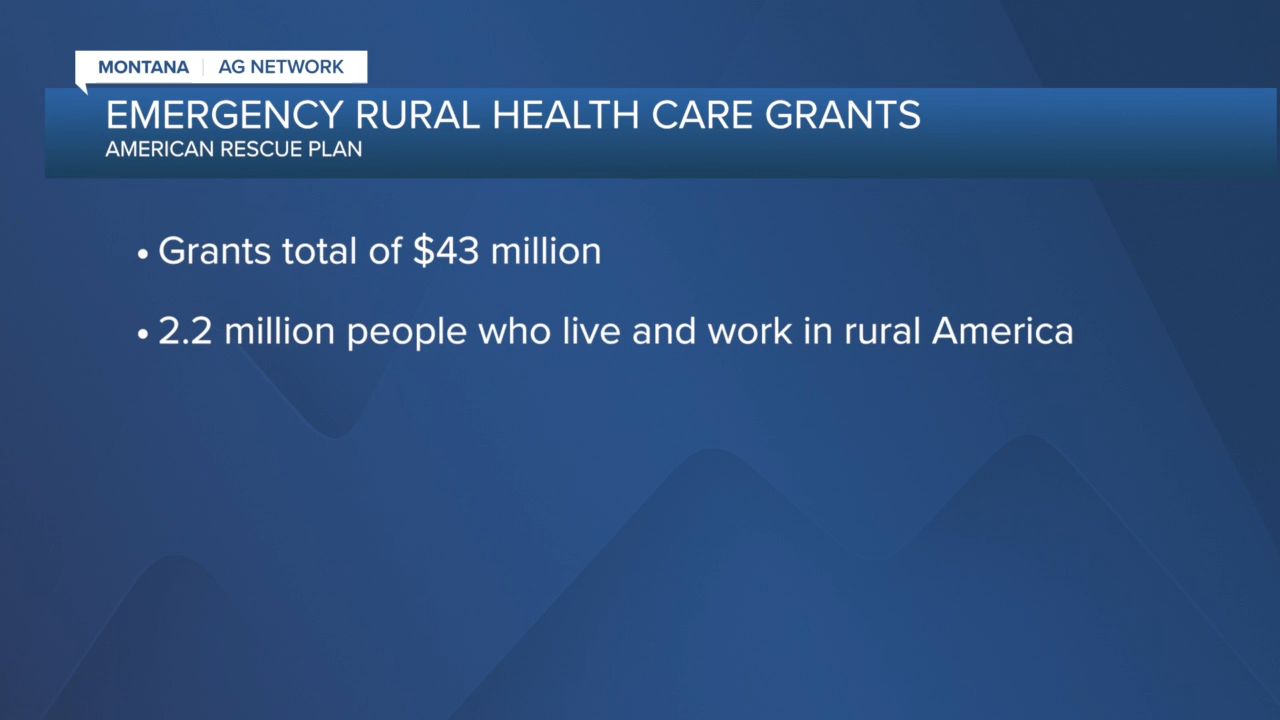 MONTANA | AG NETWORK
EMERGENCY RURAL HEALTH CARE GRANTS
AMERICAN RESCUE PLAN
• Grants total of $43 million
• 2.2 million people who live and work in rural America